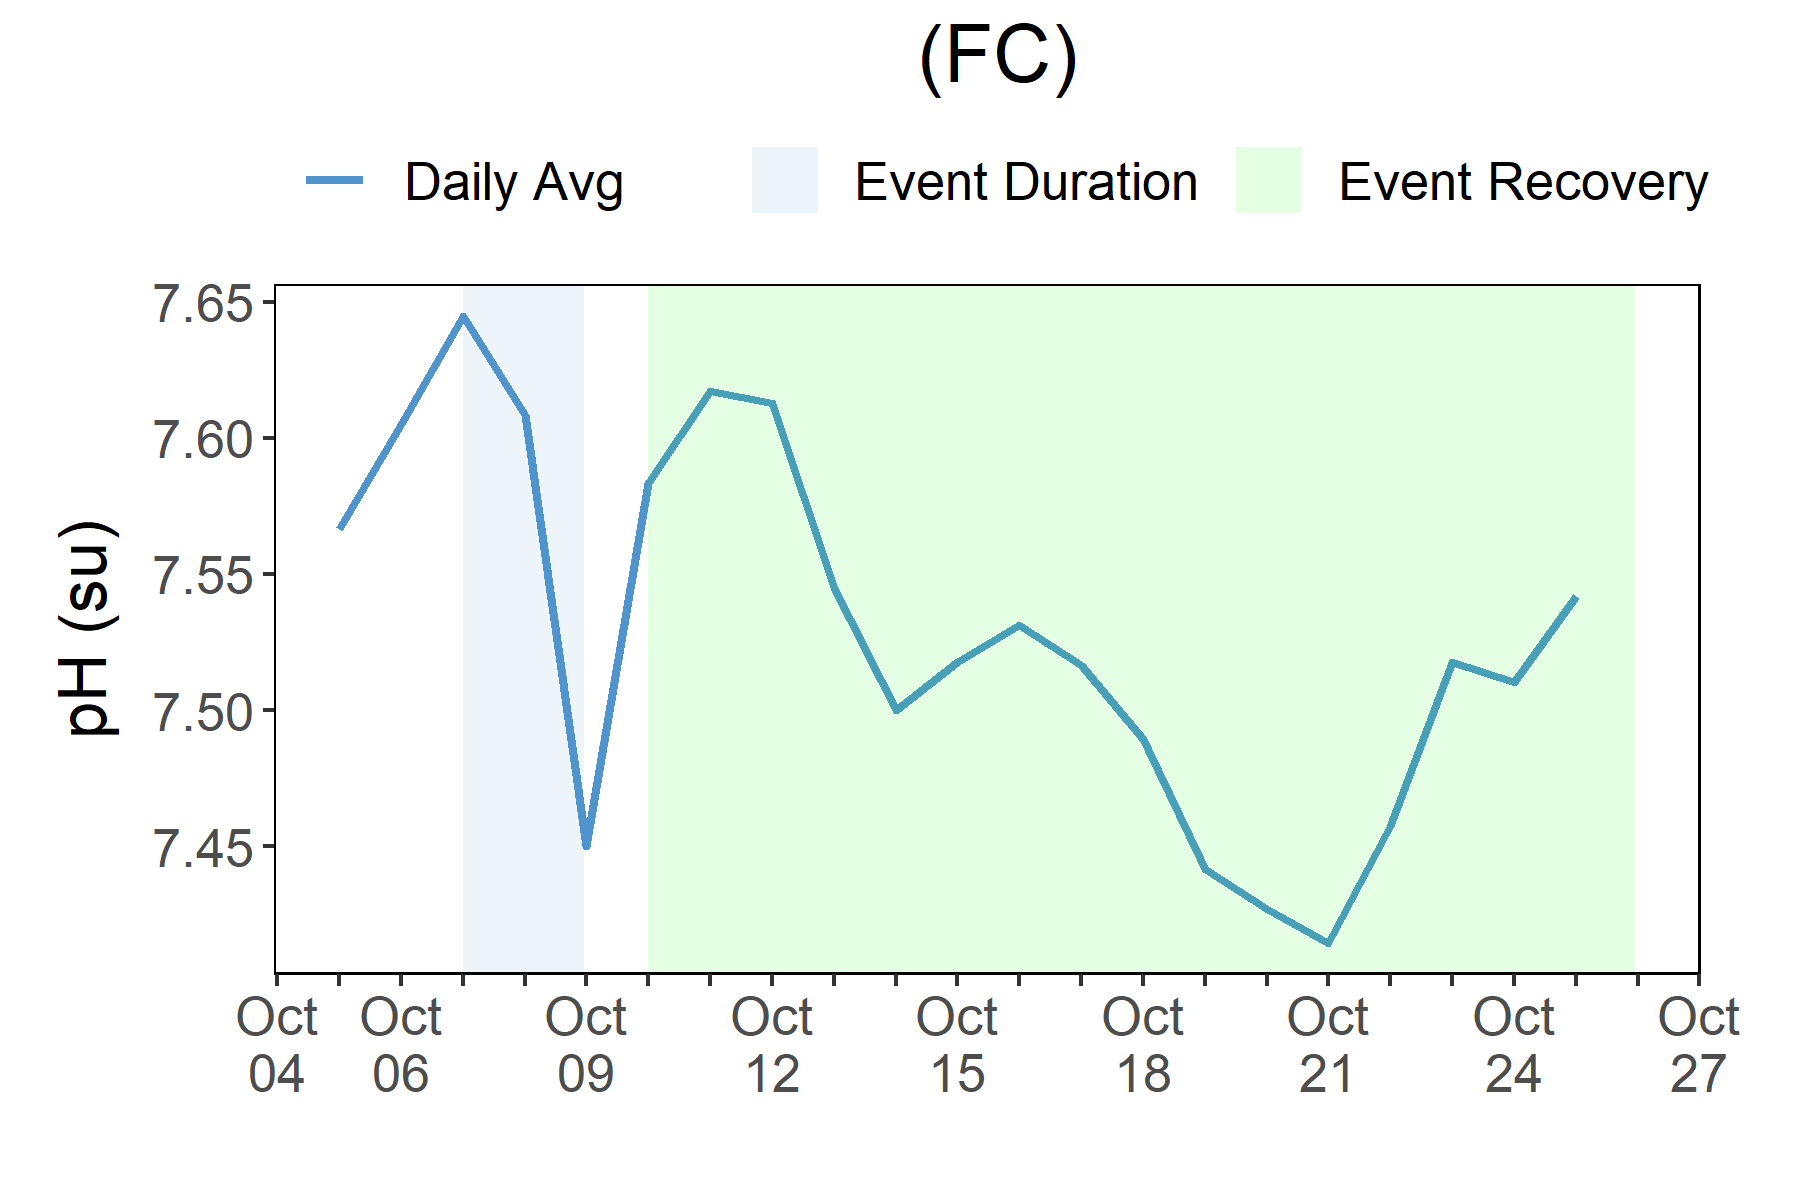 (FC)
Daily Avg Event Duration Event Recovery
7.65
7.60
7.55
7.50
7.45
pH (su)
Oct Oct Oct Oct Oct Oct Oct Oct Oct
04 06 09 12 15 18 21 24 27